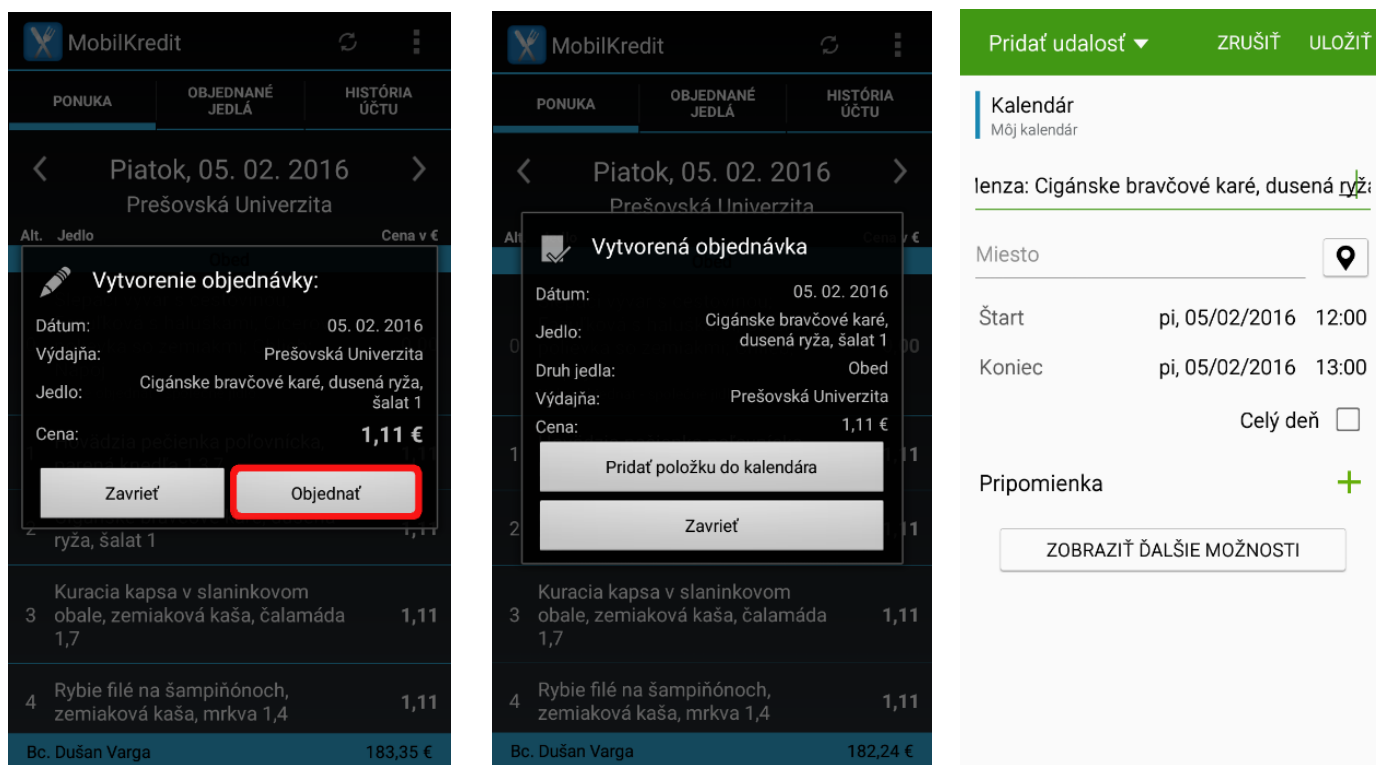 MobilKredit
PONUKA
OBJEDNANÉ
JEDLÁ
HISTÓRIA
ÚČTU
Piatok, 05. 02. 2016
Prešovská Univerzita
Alt. Jedlo Cena v €
Vytvorenie objednávky:
Dátum: 05. 02. 2016
Výdajňa: Prešovská Univerzita
Jedlo: Cigánske bravčové karé, dusená ryža,
šalat 1
Cena: 1,11 €
Zavrieť Objednať
2 1,11
ryža, šalat 1
Kuracia kapsa v slaninkovom
3 obale, zemiaková kaša, čalamáda 1,11
1,7
Rybie filé na šampiňónoch,
4 zemiaková kaša, mrkva 1,4 1,11
Bc. Dušan Varga 183,35 €
MobilKredit
PONUKA
OBJEDNANÉ
JEDLÁ
HISTÓRIA
ÚČTU
Piatok, 05. 02. 2016
Prešovská Univerzita
Vytvorená objednávka
Dátum: 05. 02. 2016
Jedlo: Cigánske bravčové karé,
dusená ryža, šalat 1
Druh jedla: Obed
Výdajňa: Prešovská Univerzita
Cena: 1,11 €
1 Pridať položku do kalendára
2 Zavrieť
Kuracia kapsa v slaninkovom
3 obale, zemiaková kaša, čalamáda 1,11
1,7
Rybie filé na šampiňónoch,
4 zemiaková kaša, mrkva 1,4 1,11
Bc. Dušan Varga 182,24 €
Pridať udalosť ZRUŠIŤ ULOŽIŤ
Kalendár
Môj kalendár
lenza: Cigánske bravčové karé, dusená ryža
Miesto
Štart pi, 05/02/2016 12:00
Koniec pi, 05/02/2016 13:00
Celý deň
Pripomienka
ZOBRAZIŤ ĎALŠIE MOŽNOSTI